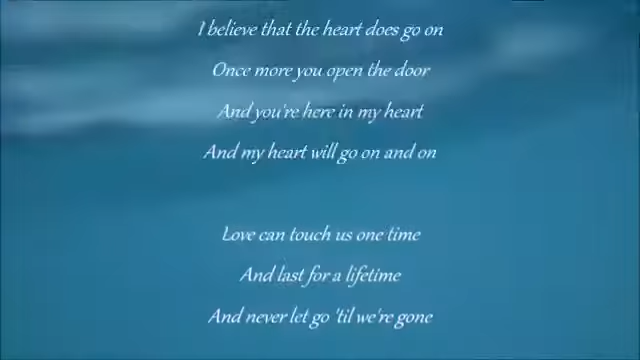 I believe that the heart does go on
Once more you open the door
And you're here in my heart
And my heart will go on and on
Love can touch us one time
And last for a lifetime
And never let go 'til we're gone